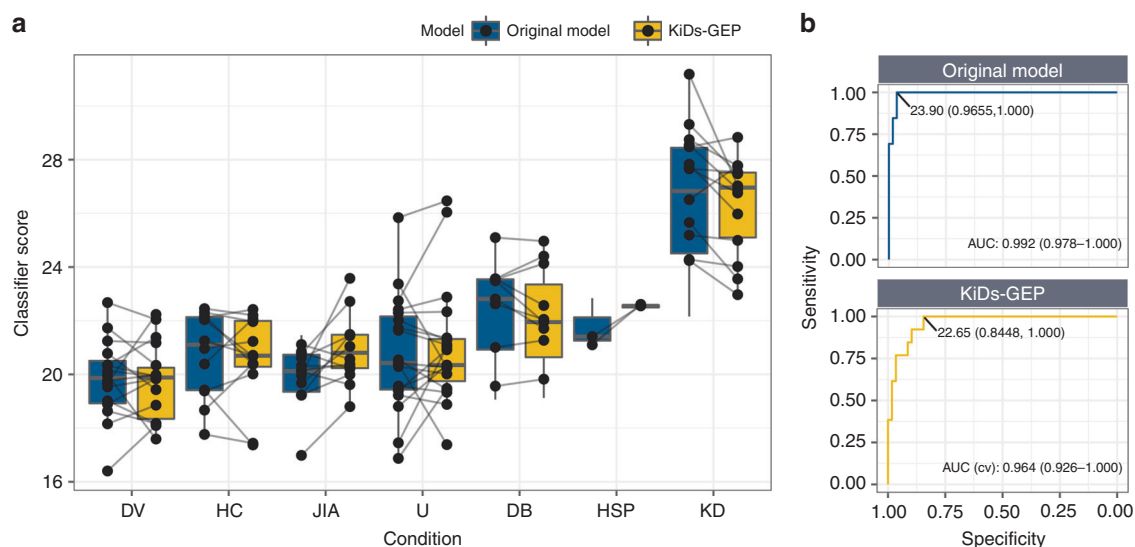 a
Model Original model KiDs-GEP
Classifier score
28
24
20
16
DV HC JIA U DB HSP KD
Condition
b
Original model
1.00
0.75
0.50
0.25
0.00
23.90 (0.9655,1.000)
AUC: 0.992 (0.978–1.000)
Sensitivity
KiDs-GEP
1.00
0.75
0.50
0.25
0.00
22.65 (0.8448, 1.000)
AUC (cv): 0.964 (0.926–1.000)
1.00 0.75 0.50 0.25 0.00
Specificity